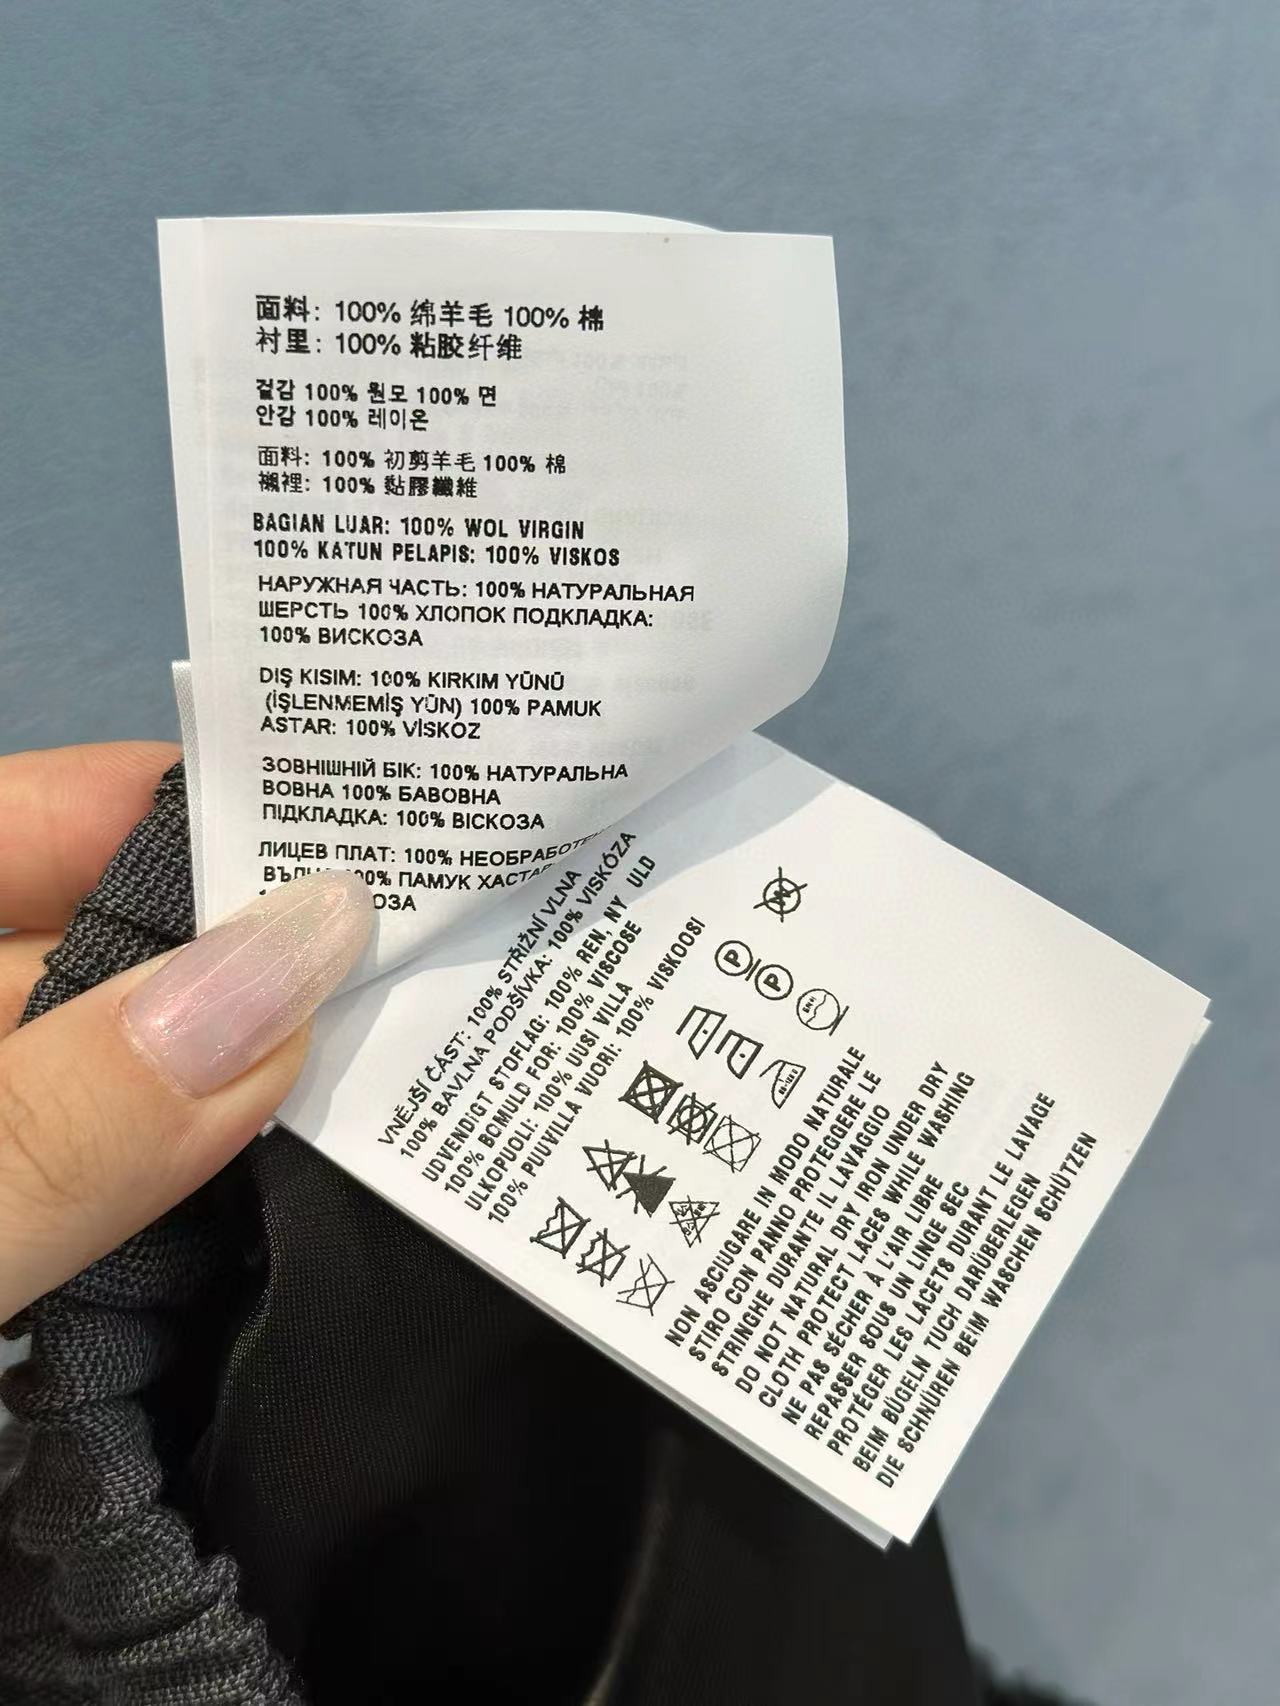 面料: 100% 绵羊毛 100% 棉
衬里: 100% 粘胶纤维
겉감 100% 원모 100% 면
안감 100% 레이온
面料: 100% 初剪羊毛 100% 棉
襯裡: 100% 黏膠纖維
BAGIAN LUAR: 100% WOL VIRGIN
100% KATUN PELAPIS: 100% VISKOS
НАРУЖНАЯ ЧАСТЬ: 100% НАТУРАЛЬНАЯ
ШЕРСТЬ 100% ХЛОПОК ПОДКЛАДКА:
100% ВИСКОЗА
DIŞ KISIM: 100% KIRKIM YÜNÜ
(İŞLENMEMİŞ YÜN) 100% PAMUK
ASTAR: 100% VİSKOZ
ЗОВНІШНІЙ БІК: 100% НАТУРАЛЬНА
ВОВНА 100% БАВОВНА
ПІДКЛАДКА: 100% ВІСКОЗА
ЛИЦЕВ ПЛАТ: 100%
ПАМУК
VNĚJŠÍ ČÁST: 100% STŘIŽNÍ VLNA
100% BAVLNA PODŠÍVKA: 100% VISKÓZA
UDVENDIGT STOFLAG: 100% REN, NY ULD
100% BOMULD FOR: 100% VISCOSE
ULKOPUOLI: 100% UUSI VILLA
100% PUUVILLA VUORI: 100% VISKOOSI
W
P P
NON ASCIUGARE IN MODO NATURALE
STIRO CON PANNO PROTEGGERE LE
STRINGHE DURANTE IL LAVAGGIO
DO NOT NATURAL DRY IRON UNDER DRY
CLOTH PROTECT LACES WHILE WASHING
NE PAS SÉCHER À L'AIR LIBRE
REPASSER SOUS UN LINGE SEC
PROTÉGER LES LACETS DURANT LE LAVAGE
BEIM BÜGELN TUCH DARÜBERLEGEN
DIE SCHNÜREN BEIM WASCHEN SCHÜTZEN